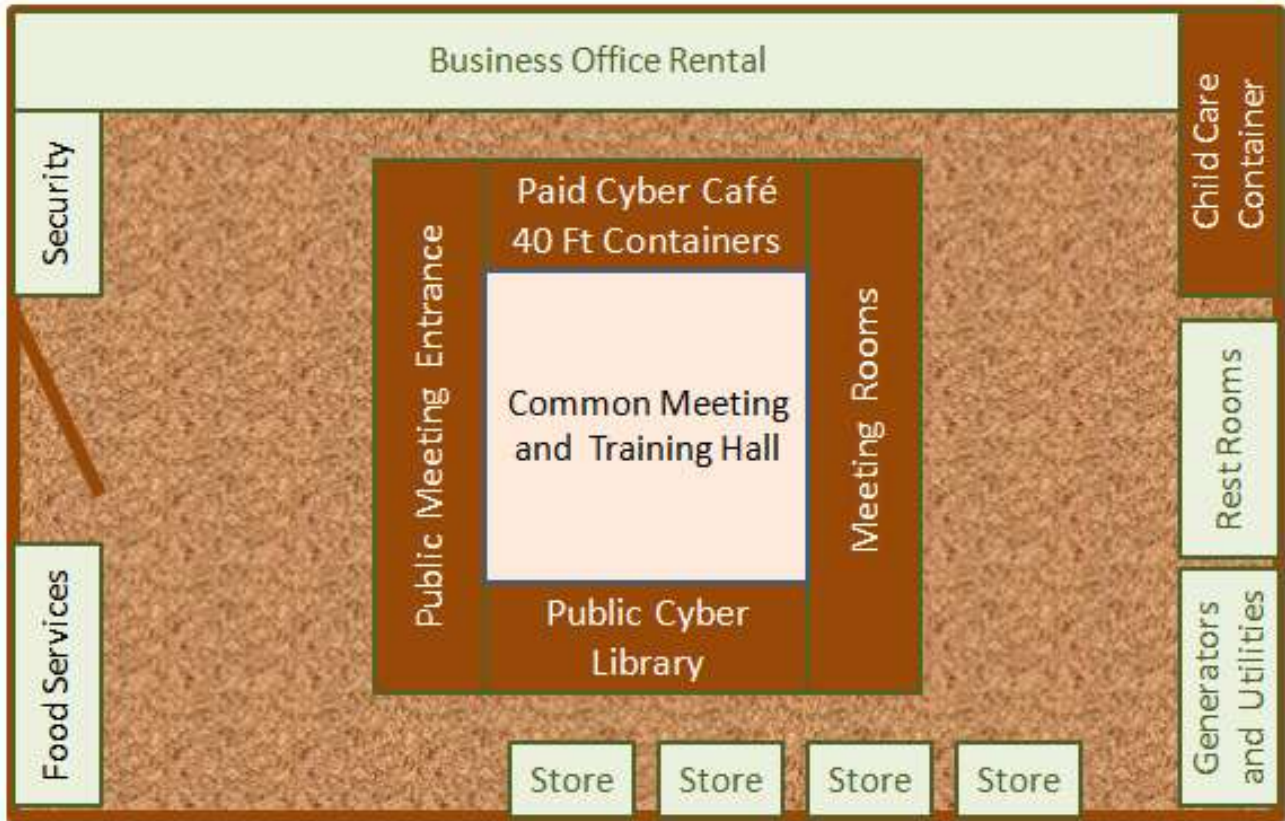 Business Office Rental
Child Care
Container
Security
Paid Cyber Café
40 Ft Containers
Public Meeting Entrance
Common Meeting
and Training Hall
Meeting Rooms
Rest Rooms
Public Cyber
Library
Food Services
Generators
and Utilities
Store
Store
Store
Store